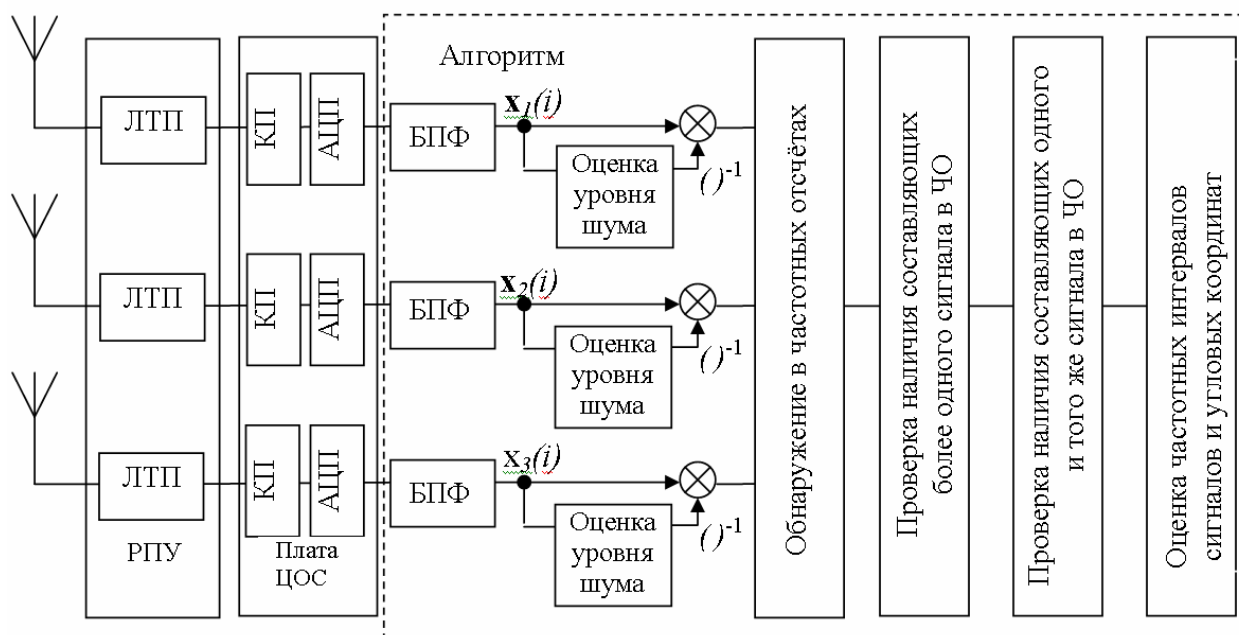 Алгоритм
ЛТП
КП
АЦП
БПФ
x1(i)
Оценка
уровня
шума
()-1
ЛТП
КП
АЦП
БПФ
x2(i)
Оценка
уровня
шума
()-1
ЛТП
КП
АЦП
БПФ
x3(i)
Оценка
уровня
шума
()-1
РПУ
Плата
ЦОС
Обнаружение в частотных отсчётах
Проверка наличия составляющих
более одного сигнала в ЧО
Проверка наличия составляющих одного
и того же сигнала в ЧО
Оценка частотных интервалов
сигналов и угловых координат